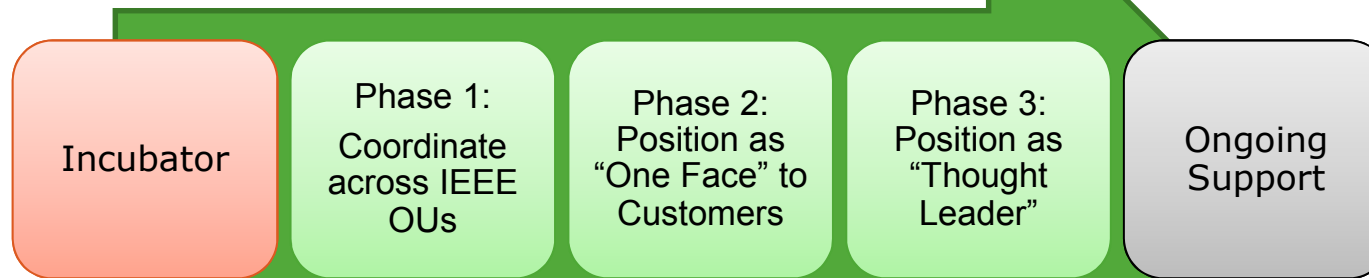 Incubator
Phase 1:
Coordinate
across IEEE
OUs
Phase 2:
Position as
“One Face” to
Customers
Phase 3:
Position as
“Thought
Leader”
Ongoing
Support